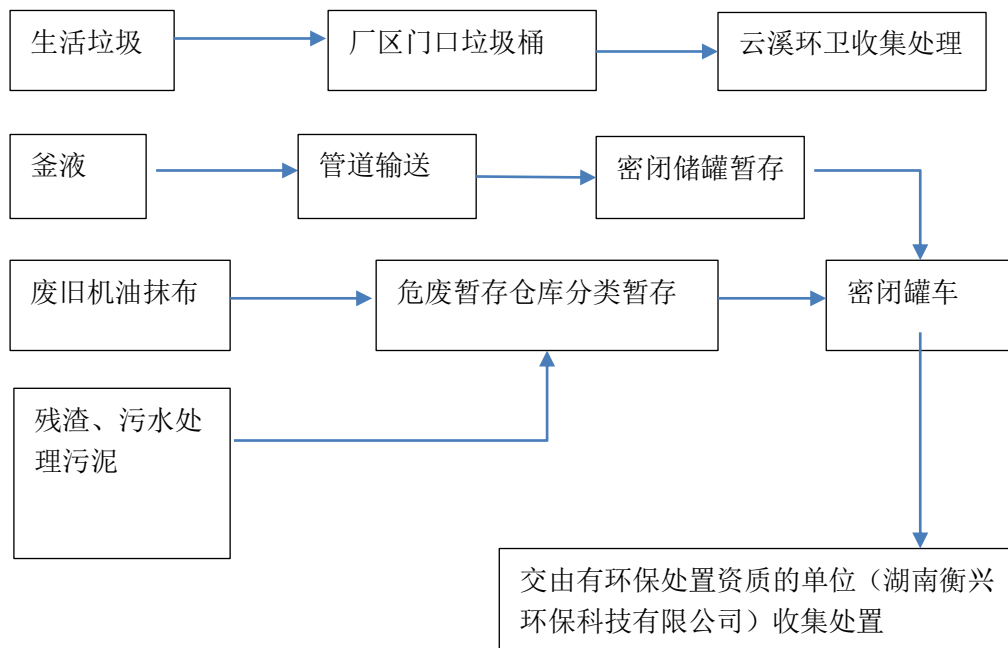 生活垃圾
厂区门口垃圾桶
云溪环卫收集处理
釜液
管道输送
密闭储罐暂存
废旧机油抹布
危废暂存仓库分类暂存
密闭罐车
残渣、污水处
理污泥
交由有环保处置资质的单位（湖南衡兴
环保科技有限公司）收集处置